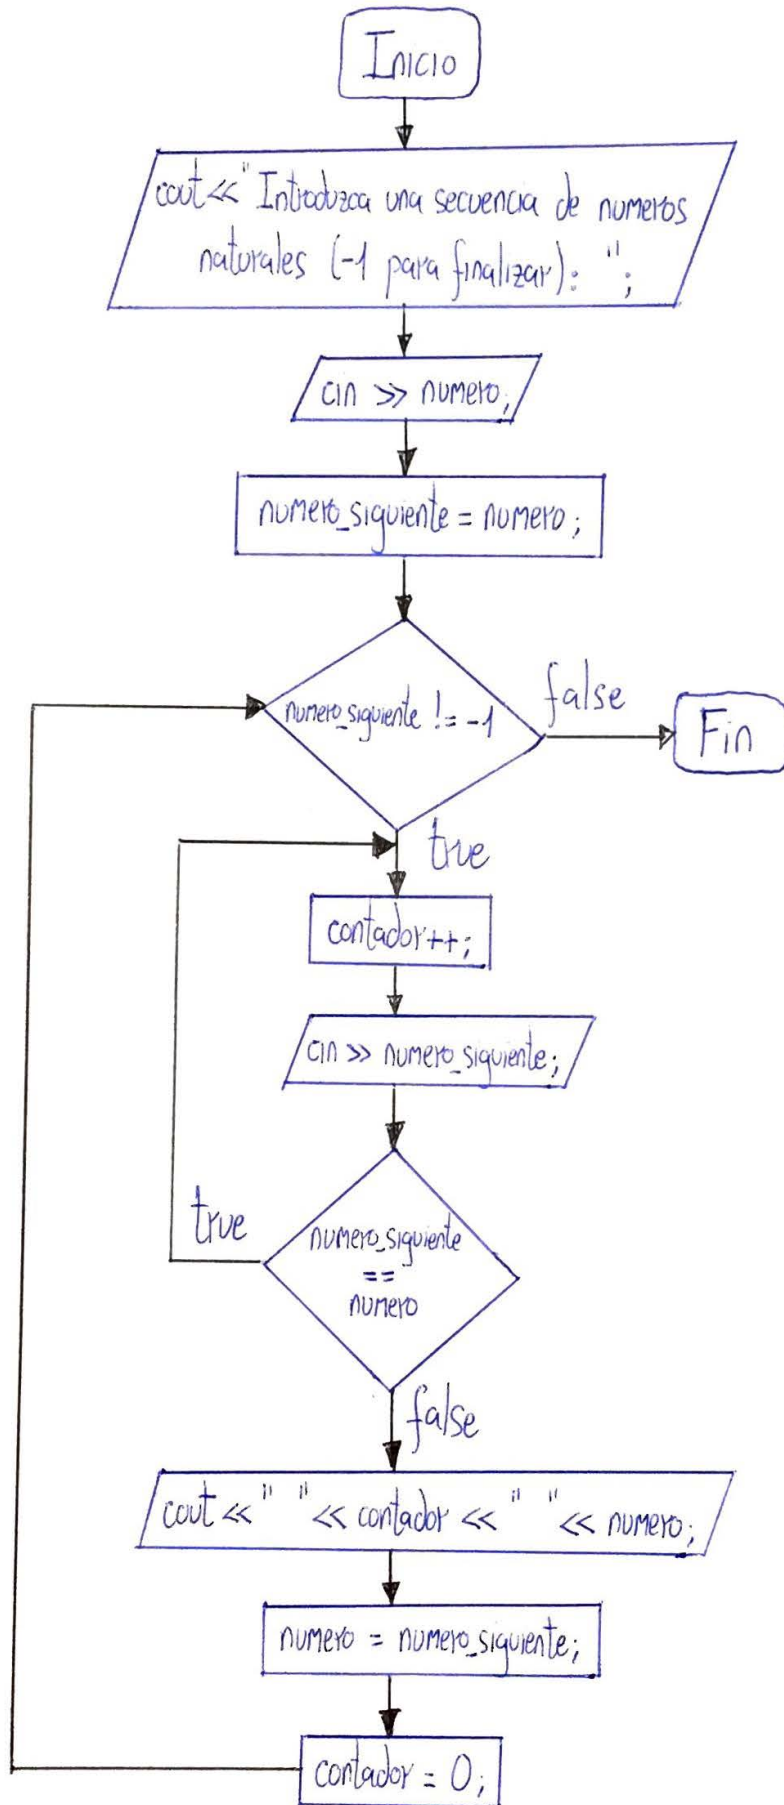 Inicio
cout << "Introduzca una secuencia de numeros
naturales (-1 para finalizar): ";
cin >> numero;
numero_siguiente = numero;
numero_siguiente != -1
false
Fin
true
contador++;
cin >> numero_siguiente;
true
numero_siguiente
==
numero
false
cout << " " << contador << " " << numero;
numero = numero_siguiente;
contador = 0;